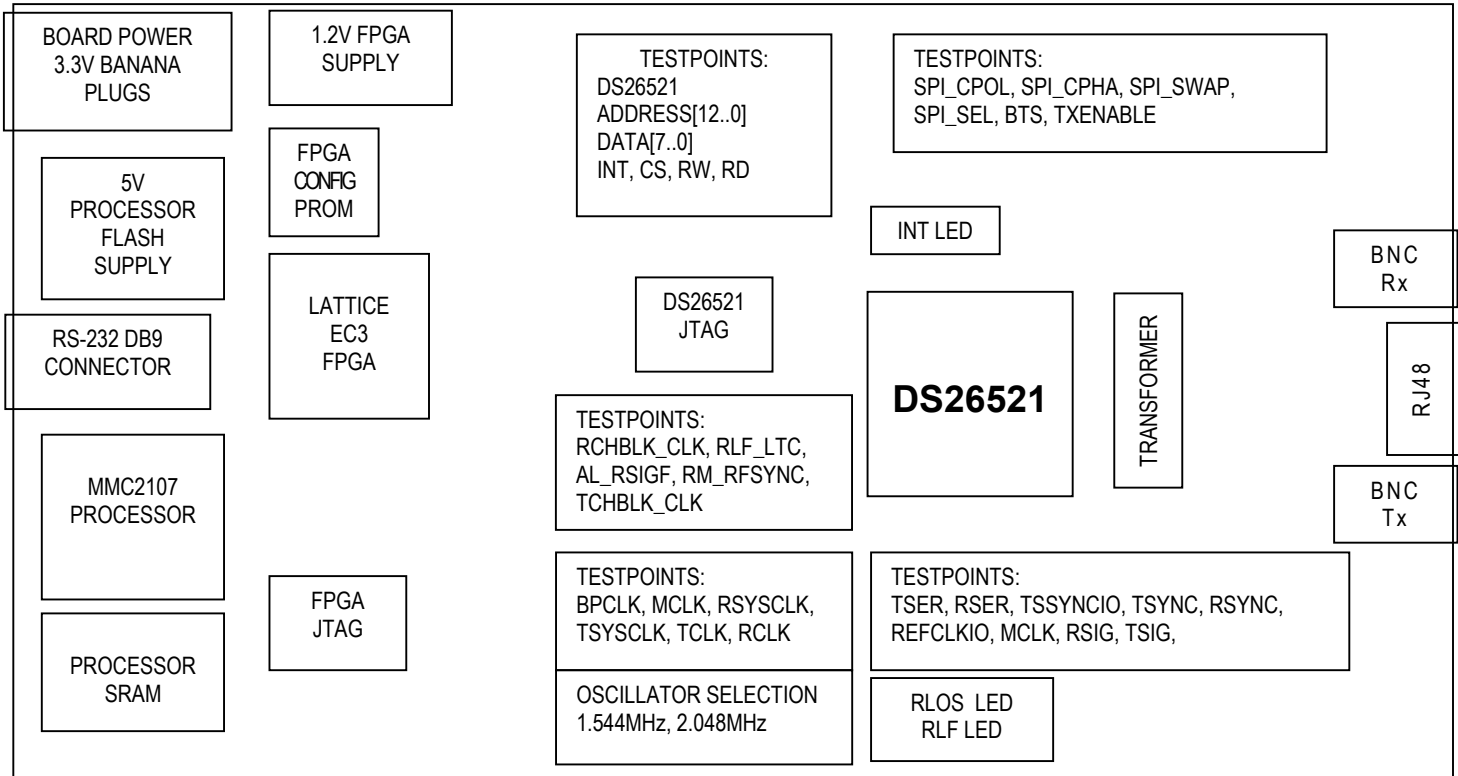 BOARD POWER
3.3V BANANA
PLUGS
1.2V FPGA
SUPPLY
TESTPOINTS:
DS26521
ADDRESS[12..0]
DATA[7..0]
INT, CS, RW, RD
TESTPOINTS:
SPI_CPOL, SPI_CPHA, SPI_SWAP,
SPI_SEL, BTS, TXENABLE
5V
PROCESSOR
FLASH
SUPPLY
FPGA
CONFIG
PROM
INT LED
BNC
Rx
RS-232 DB9
CONNECTOR
LATTICE
EC3
FPGA
DS26521
JTAG
DS26521
TRANSFORMER
RJ48
MMC2107
PROCESSOR
TESTPOINTS:
RCHBLK_CLK, RLF_LTC,
AL_RSIGF, RM_RFSYNC,
TCHBLK_CLK
BNC
Tx
PROCESSOR
SRAM
FPGA
JTAG
TESTPOINTS:
BPCLK, MCLK, RSYSCLK,
TSYSCLK, TCLK, RCLK
TESTPOINTS:
TSER, RSER, TSSYNCIO, TSYNC, RSYNC,
REFCLKIO, MCLK, RSIG, TSIG,
OSCILLATOR SELECTION
1.544MHz, 2.048MHz
RLOS LED
RLF LED